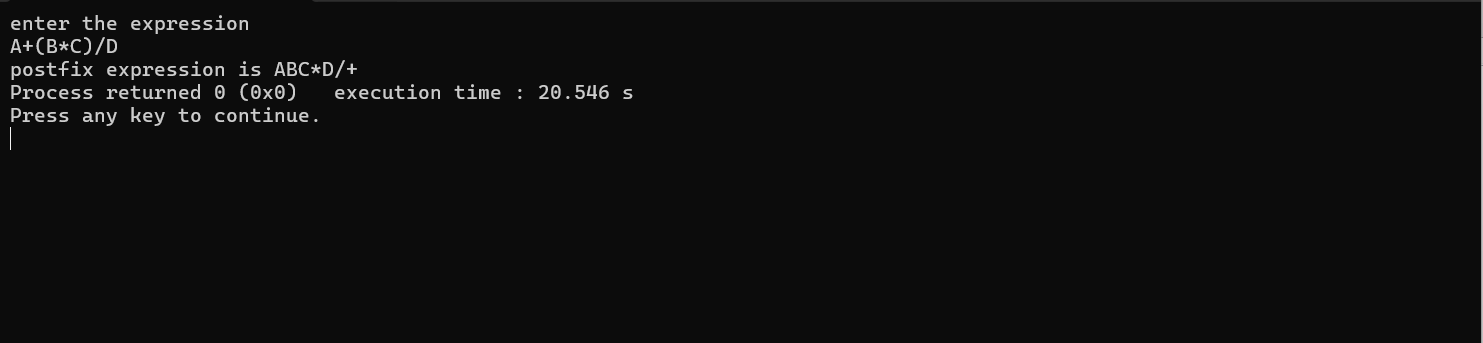 enter the expression
A+(B*C)/D
postfix expression is ABC*D/+
Process returned 0 (0x0)   execution time : 20.546 s
Press any key to continue.